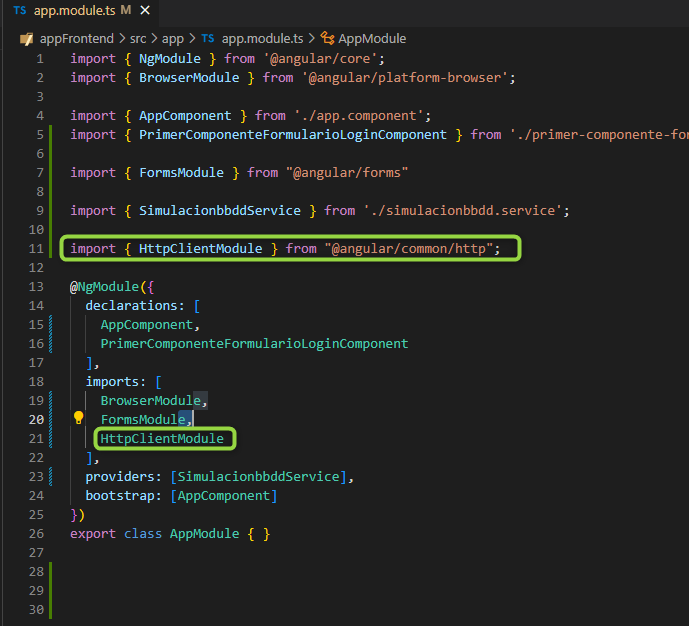 TS app.module.ts M ×
appFrontend > src > app > TS app.module.ts > AppModule
1 import { NgModule } from '@angular/core';
2 import { BrowserModule } from '@angular/platform-browser';
3
4 import { AppComponent } from './app.component';
5 import { PrimerComponenteFormularioLoginComponent } from './primer-componente-for
6
7 import { FormsModule } from "@angular/forms"
8
9 import { SimulacionbbddService } from './simulacionbbdd.service';
10
11 import { HttpClientModule } from "@angular/common/http";
12
13 @NgModule({
14 declarations: [
15 AppComponent,
16 PrimerComponenteFormularioLoginComponent
17 ],
18 imports: [
19 BrowserModule,
20 FormsModule,
21 HttpClientModule
22 ],
23 providers: [SimulacionbbddService],
24 bootstrap: [AppComponent]
25 })
26 export class AppModule { }
27
28
29
30